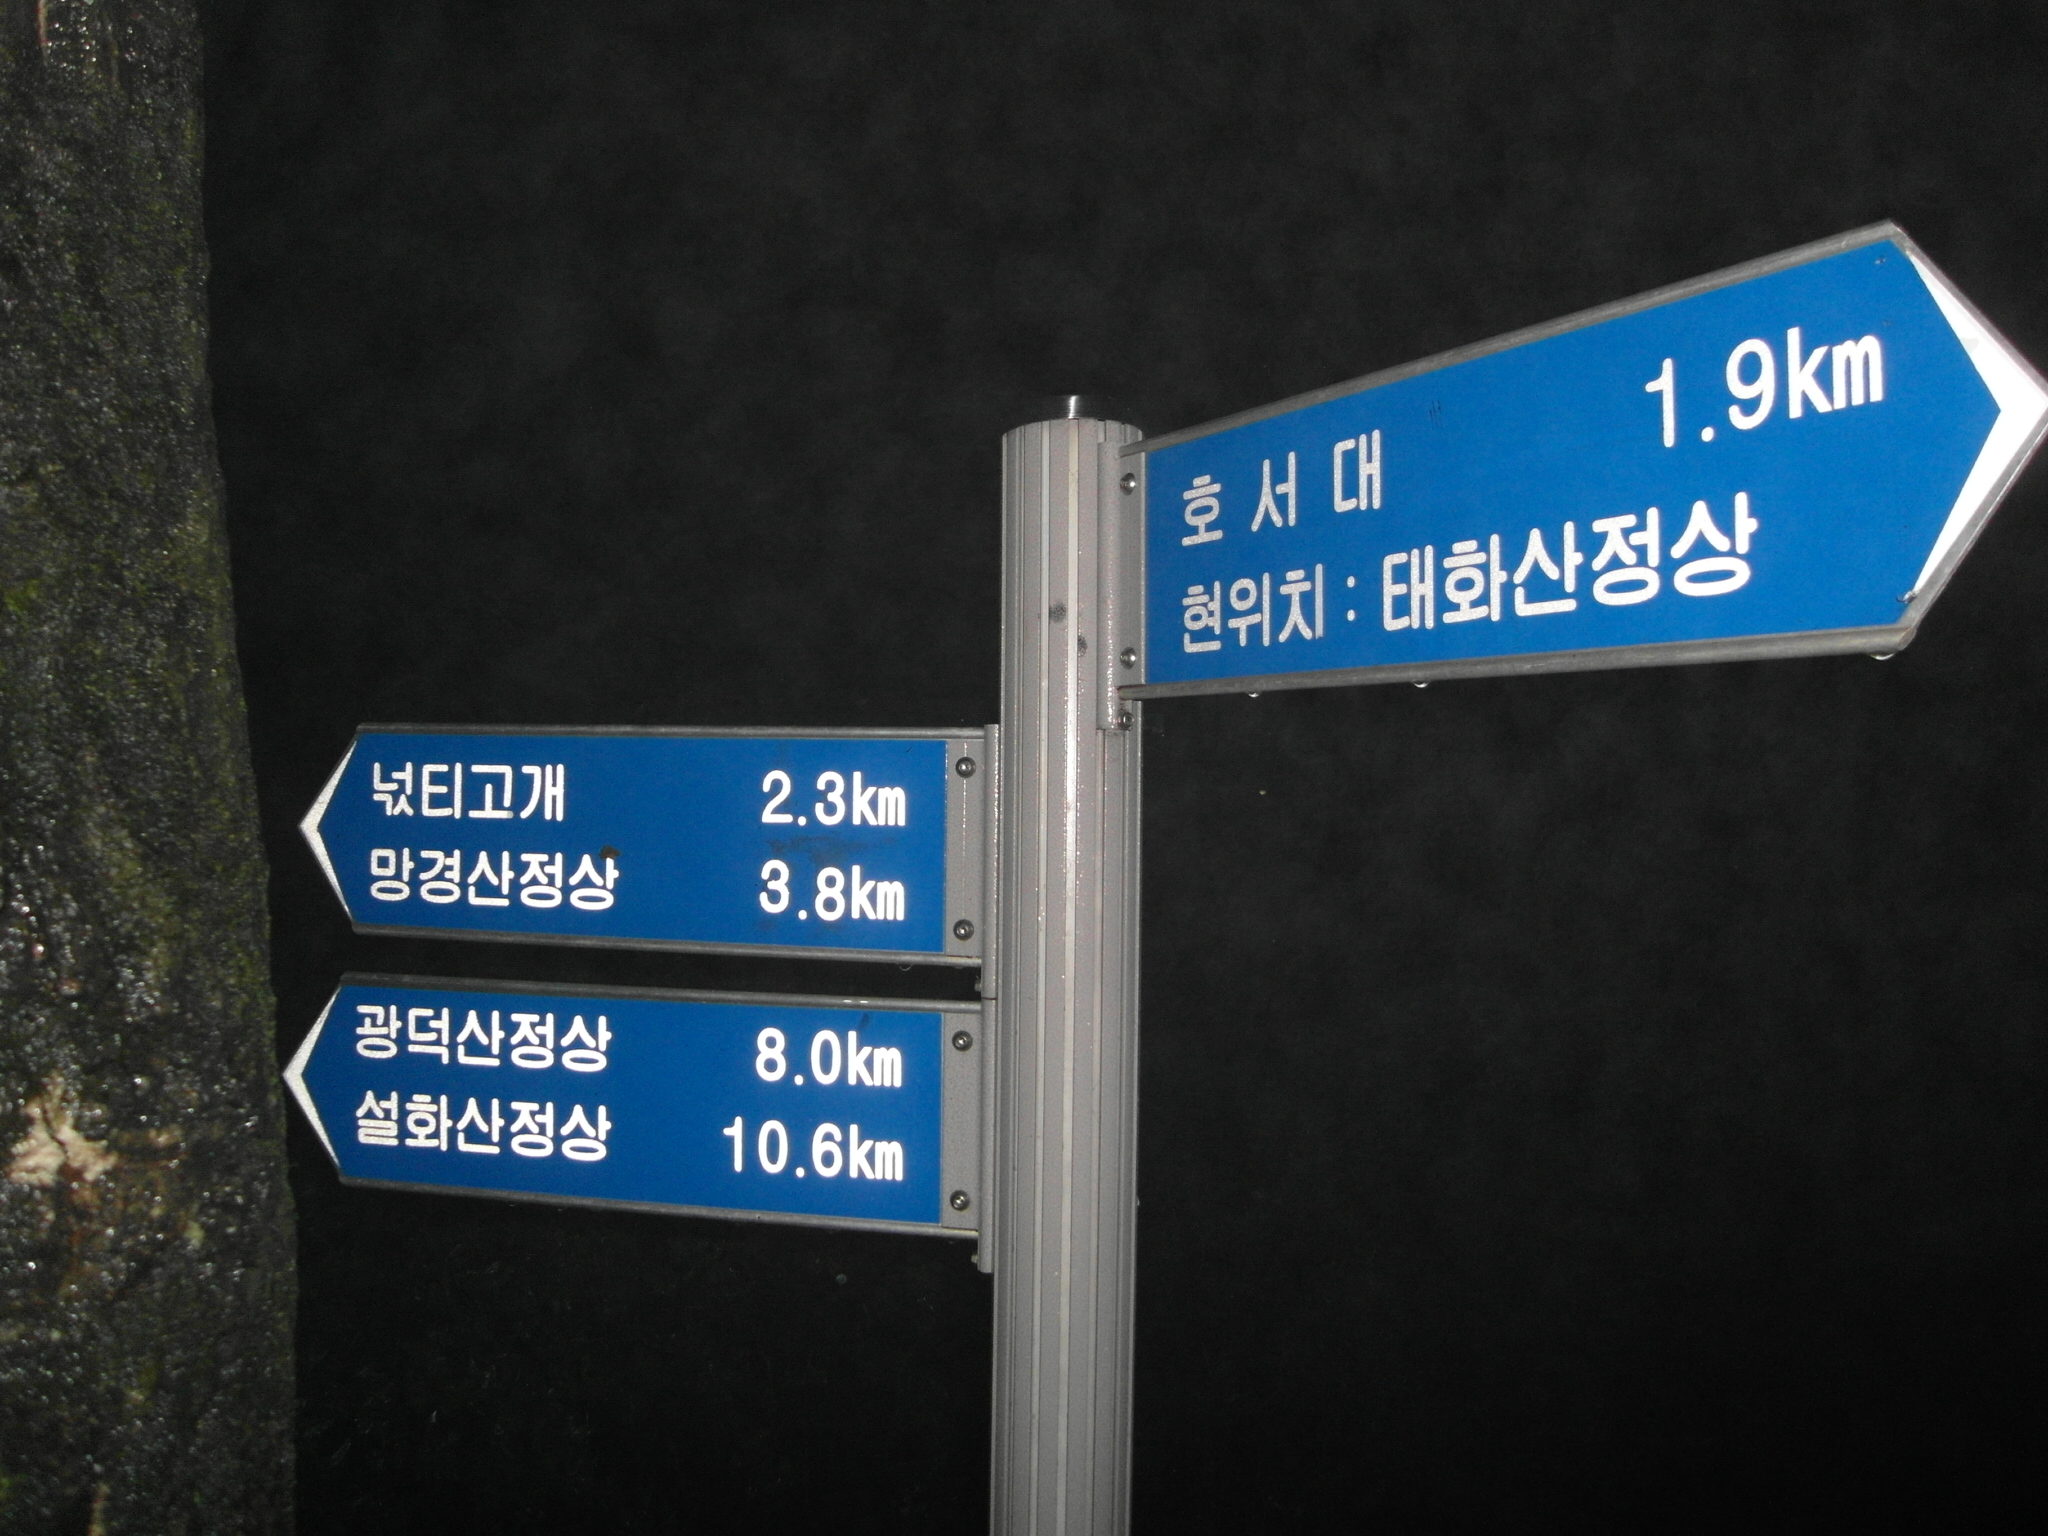 호서대 1.9km
현위치 : 태화산정상
넋티고개 2.3km
망경산정상 3.8km
광덕산정상 8.0km
설화산정상 10.6km